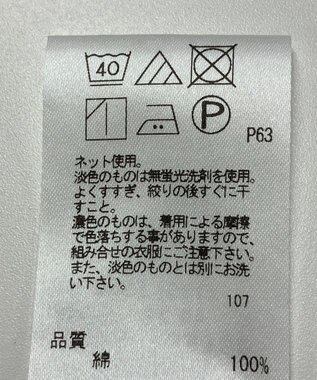 40
P
P63
ネット使用。
淡色のものは無蛍光洗剤を使用。
よくすすぎ、絞りの後すぐに干
すこと。
濃色のものは、着用による摩擦
で色落ちする事がありますので、
組み合せの衣服にご注意下さい。
また、淡色のものとは別にお洗
い下さい。
107
品質
綿 100%